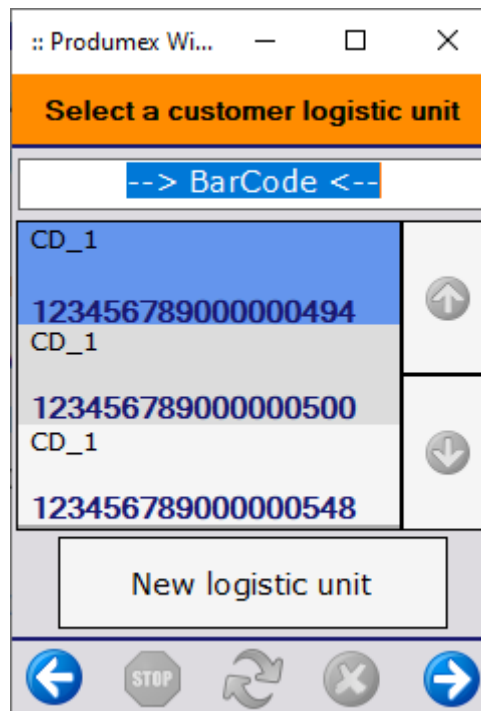 :: Produmex Wi...
Select a customer logistic unit
--> BarCode <--
CD_1
123456789000000494
CD_1
123456789000000500
CD_1
123456789000000548
New logistic unit
STOP